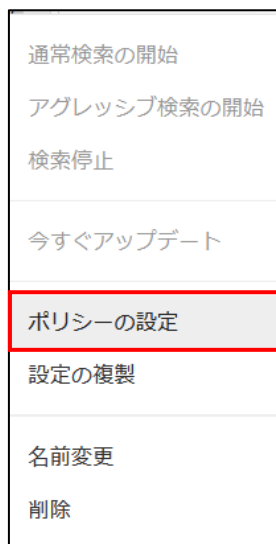 通常検索の開始
アグレッシブ検索の開始
検索停止
今すぐアップデート
ポリシーの設定
設定の複製
名前変更
削除